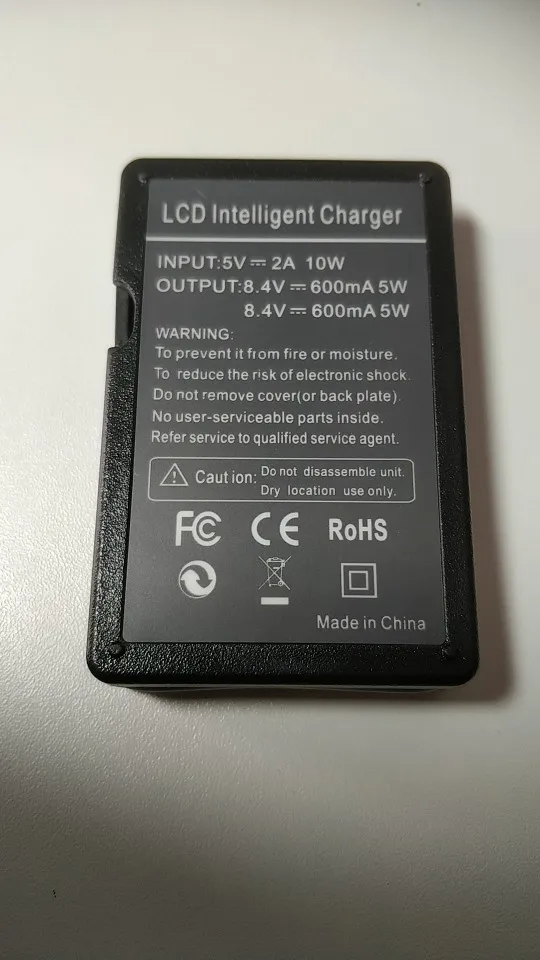 LCD Intelligent Charger
INPUT:5V⎓2A 10W
OUTPUT:8.4V⎓600mA 5W
8.4V⎓600mA 5W
WARNING:
To prevent it from fire or moisture.
To reduce the risk of electronic shock.
Do not remove cover(or back plate).
No user-serviceable parts inside.
Refer service to qualified service agent.
Caution: Do not disassemble unit.
Dry location use only.
FC CE RoHS
Made in China